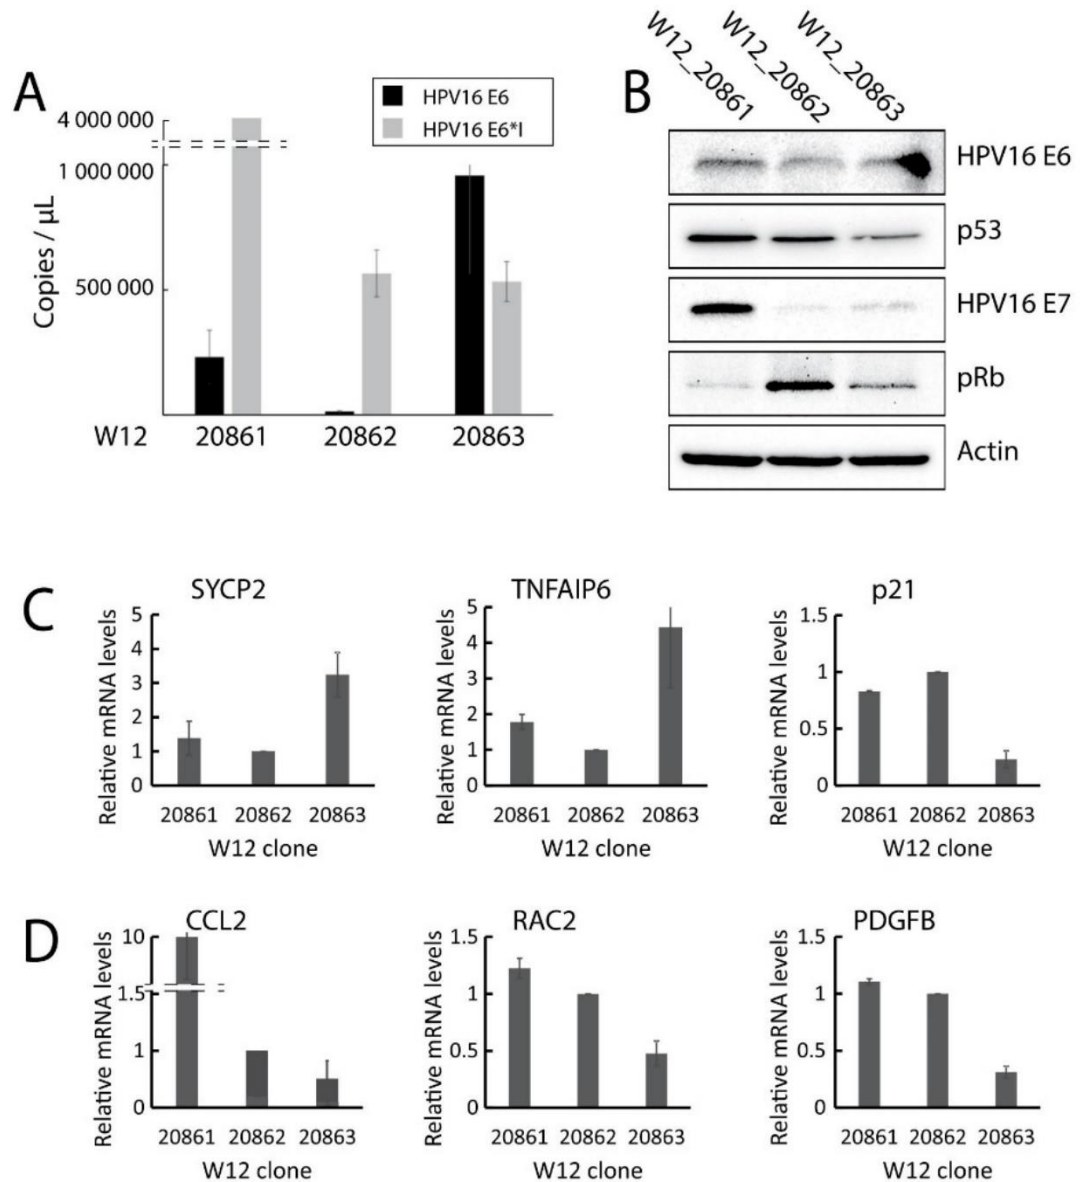 A
HPV16 E6
HPV16 E6*I
4 000 000
1 000 000
500 000
Copies / µL
W12 20861 20862 20863
B
W12_20861
W12_20862
W12_20863
HPV16 E6
p53
HPV16 E7
pRb
Actin
C
SYCP2
Relative mRNA levels
5
4
3
2
1
0
20861 20862 20863
W12 clone
TNFAIP6
Relative mRNA levels
5
4
3
2
1
0
20861 20862 20863
W12 clone
p21
Relative mRNA levels
1.5
1
0.5
0
20861 20862 20863
W12 clone
D
CCL2
Relative mRNA levels
10
1.5
1
0
20861 20862 20863
W12 clone
RAC2
Relative mRNA levels
1.5
1
0.5
0
20861 20862 20863
W12 clone
PDGFB
Relative mRNA levels
1.5
1
0.5
0
20861 20862 20863
W12 clone